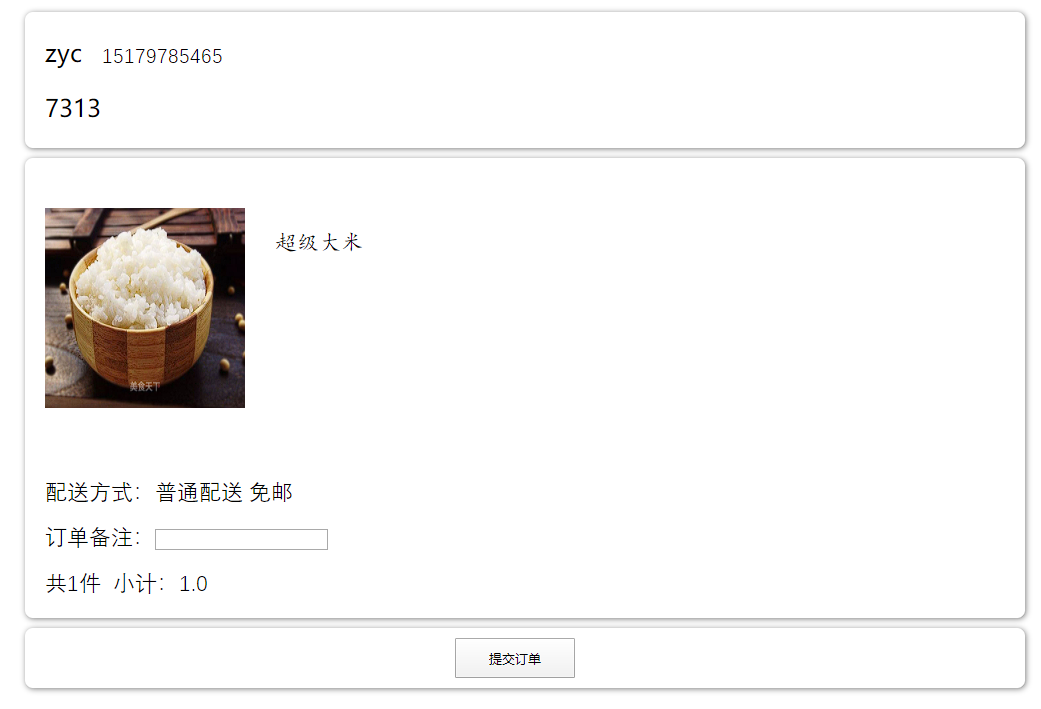 zyc 15179785465
7313
超级大米
美食天下
配送方式：普通配送 免邮
订单备注：
共1件 小计：1.0
提交订单